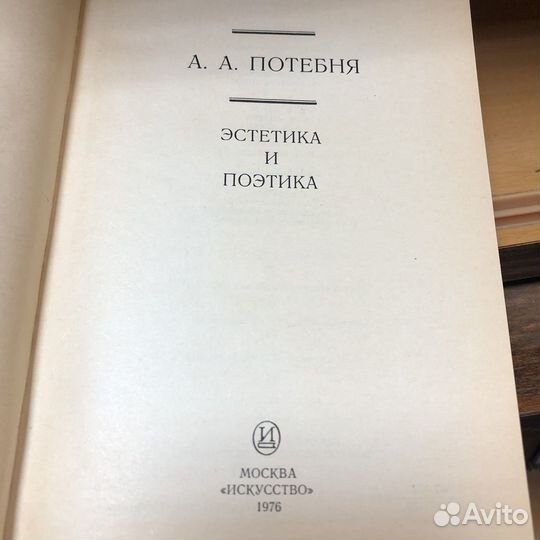 А. А. ПОТЕБНЯ
ЭСТЕТИКА
И
ПОЭТИКА
И
МОСКВА
«ИСКУССТВО»
1976
Avito